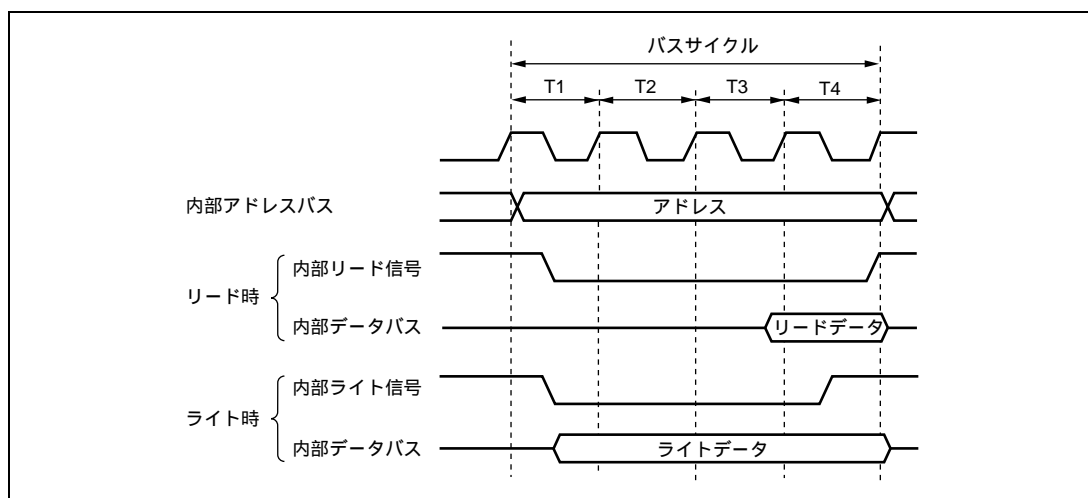 バスサイクル
T1 T2 T3 T4
内部アドレスバス アドレス
リード時
内部リード信号
内部データバス リードデータ
ライト時
内部ライト信号
内部データバス ライトデータ